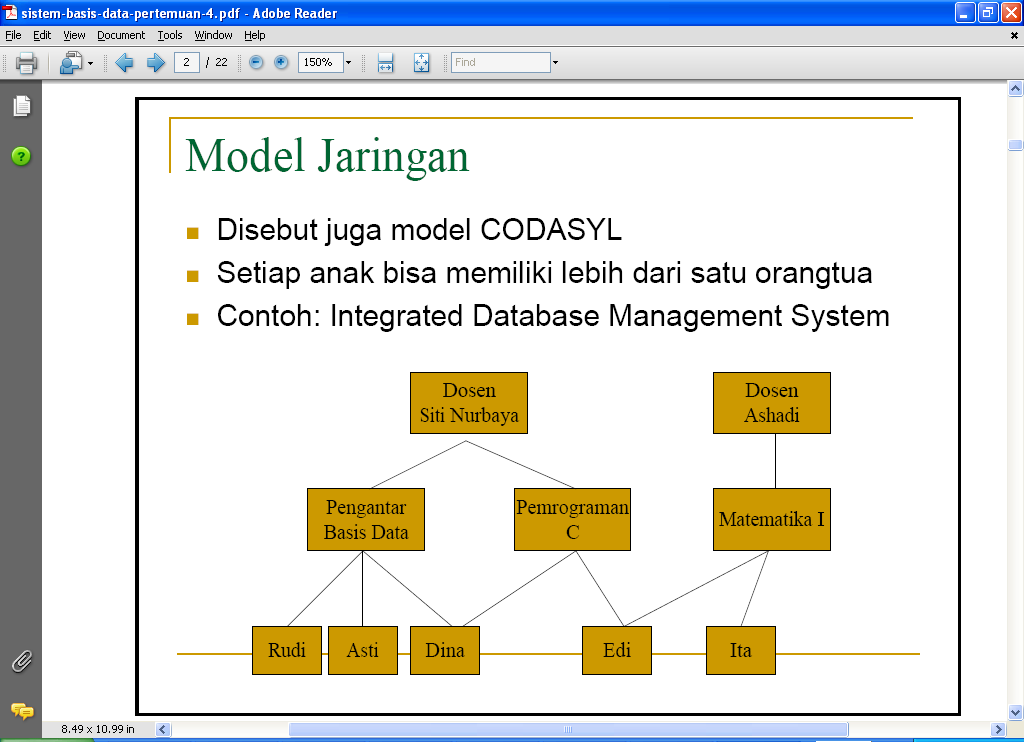 sistem-basis-data-pertemuan-4.pdf - Adobe Reader
File Edit View Document Tools Window Help
2 / 22 150% Find
Model Jaringan
Disebut juga model CODASYL
Setiap anak bisa memiliki lebih dari satu orangtua
Contoh: Integrated Database Management System
Dosen
Siti Nurbaya
Dosen
Ashadi
Pengantar
Basis Data
Pemrograman
C
Matematika I
Rudi
Asti
Dina
Edi
Ita
8.49 x 10.99 in